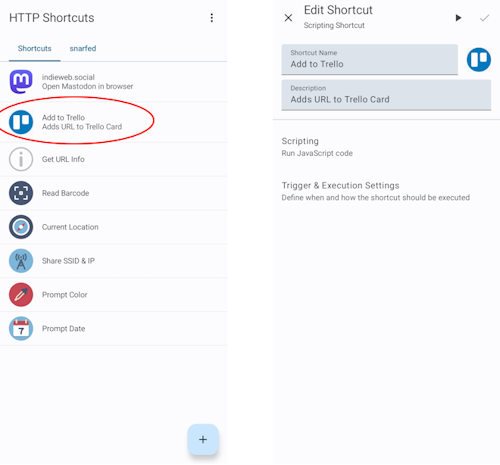 HTTP Shortcuts
Shortcuts
snarfed
indieweb.social
Open Mastodon in browser
Add to Trello
Adds URL to Trello Card
Get URL Info
Read Barcode
Current Location
Share SSID & IP
Prompt Color
7
Prompt Date
+
Edit Shortcut
Scripting Shortcut
Shortcut Name
Add to Trello
Description
Adds URL to Trello Card
Scripting
Run JavaScript code
Trigger & Execution Settings
Define when and how the shortcut should be executed